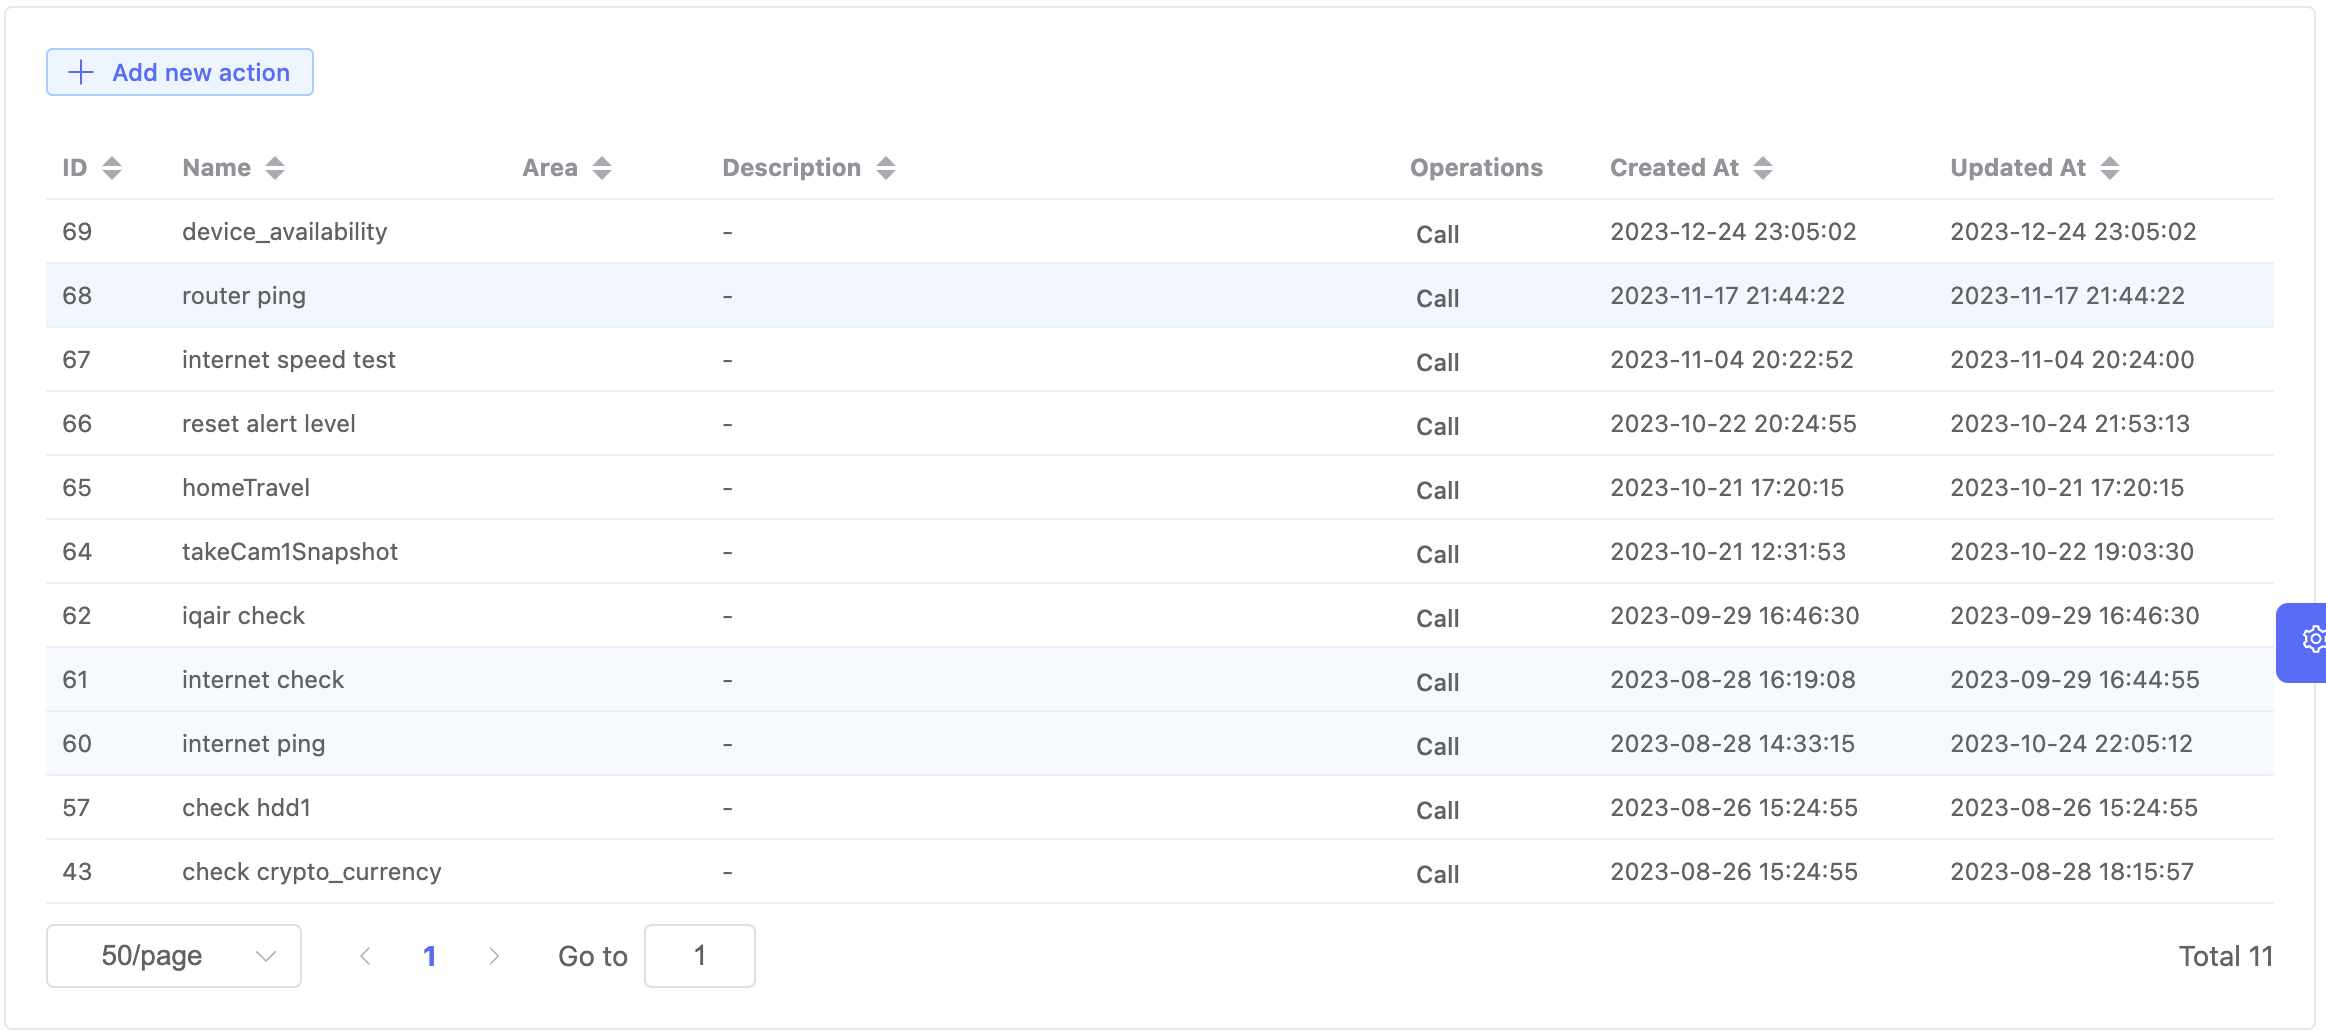 Add new action
ID Name Area Description Operations Created At Updated At
69 device_availability - Call 2023-12-24 23:05:02 2023-12-24 23:05:02
68 router ping - Call 2023-11-17 21:44:22 2023-11-17 21:44:22
67 internet speed test - Call 2023-11-04 20:22:52 2023-11-04 20:24:00
66 reset alert level - Call 2023-10-22 20:24:55 2023-10-24 21:53:13
65 homeTravel - Call 2023-10-21 17:20:15 2023-10-21 17:20:15
64 takeCam1Snapshot - Call 2023-10-21 12:31:53 2023-10-22 19:03:30
62 iqair check - Call 2023-09-29 16:46:30 2023-09-29 16:46:30
61 internet check - Call 2023-08-28 16:19:08 2023-09-29 16:44:55
60 internet ping - Call 2023-08-28 14:33:15 2023-10-24 22:05:12
57 check hdd1 - Call 2023-08-26 15:24:55 2023-08-26 15:24:55
43 check crypto_currency - Call 2023-08-26 15:24:55 2023-08-28 18:15:57
50/page 1 Go to 1 Total 11